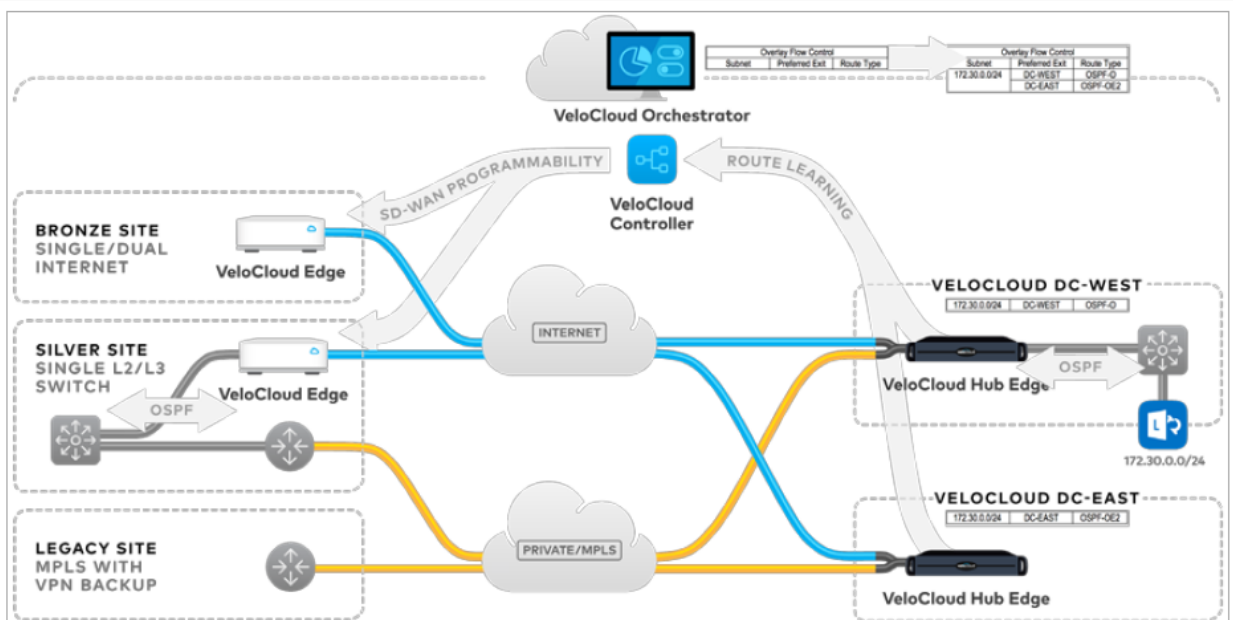 Overlay Flow Control
Subnet Preferred Exit Route Type
Overlay Flow Control
Subnet Preferred Exit Route Type
172.30.0.0/24 DC-WEST OSPF-O
DC-EAST OSPF-OE2
VeloCloud Orchestrator
SD-WAN PROGRAMMABILITY
ROUTE LEARNING
VeloCloud
Controller
BRONZE SITE
SINGLE/DUAL
INTERNET
VeloCloud Edge
SILVER SITE
SINGLE L2/L3
SWITCH
VeloCloud Edge
OSPF
LEGACY SITE
MPLS WITH
VPN BACKUP
INTERNET
PRIVATE/MPLS
VELOCLOUD DC-WEST
172.30.0.0/24 DC-WEST OSPF-O
VeloCloud Hub Edge
OSPF
L
172.30.0.0/24
VELOCLOUD DC-EAST
172.30.0.0/24 DC-EAST OSPF-OE2
VeloCloud Hub Edge